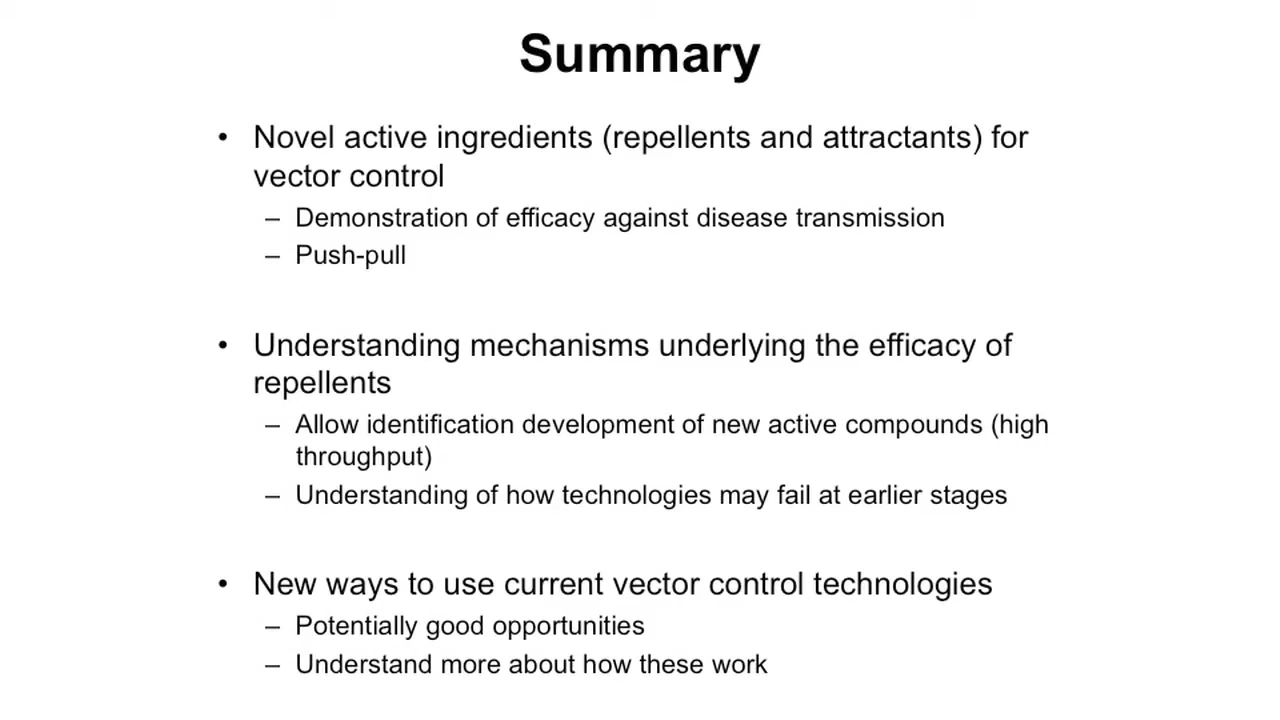 Summary
• Novel active ingredients (repellents and attractants) for
vector control
– Demonstration of efficacy against disease transmission
– Push-pull
• Understanding mechanisms underlying the efficacy of
repellents
– Allow identification development of new active compounds (high
throughput)
– Understanding of how technologies may fail at earlier stages
• New ways to use current vector control technologies
– Potentially good opportunities
– Understand more about how these work